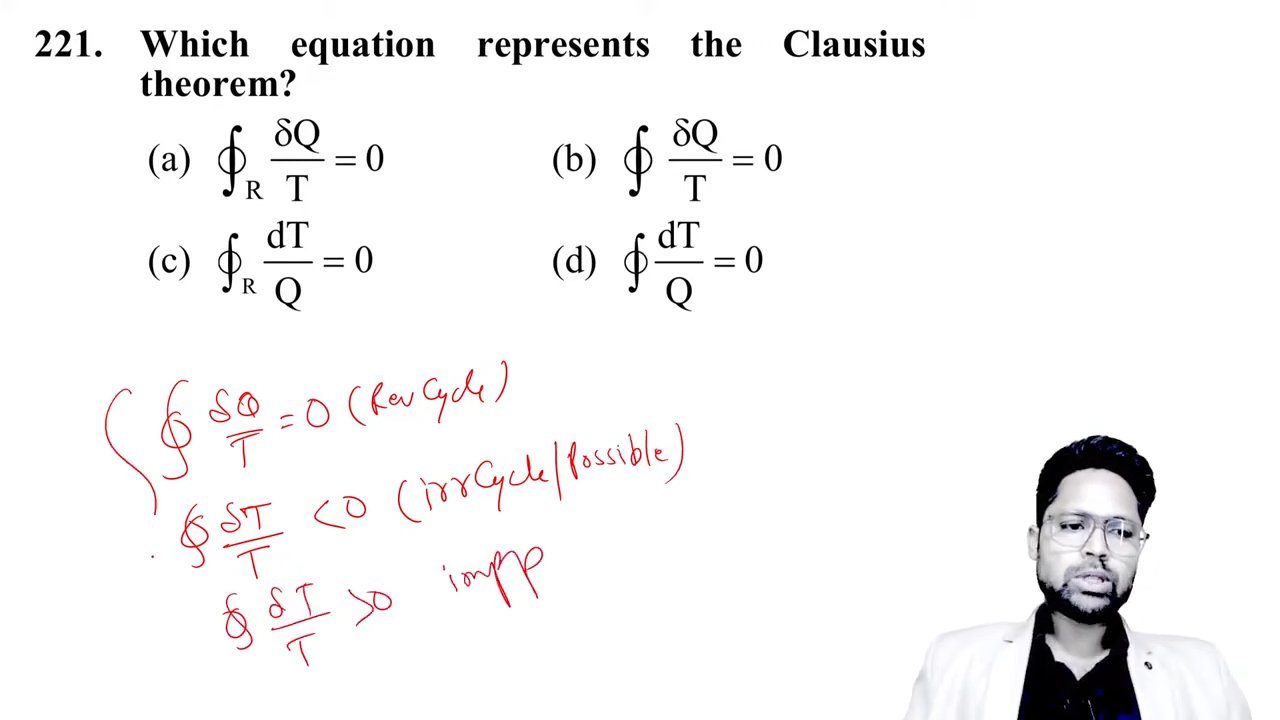 221. Which equation represents the Clausius
theorem?
(a) ∮_R δQ/T = 0 (b) ∮ δQ/T = 0
(c) ∮_R dT/Q = 0 (d) ∮ dT/Q = 0
∮ δQ/T = 0 (Rev Cycle)
∮ δT/T < 0 (irr Cycle/Possible)
∮ δT/T > 0